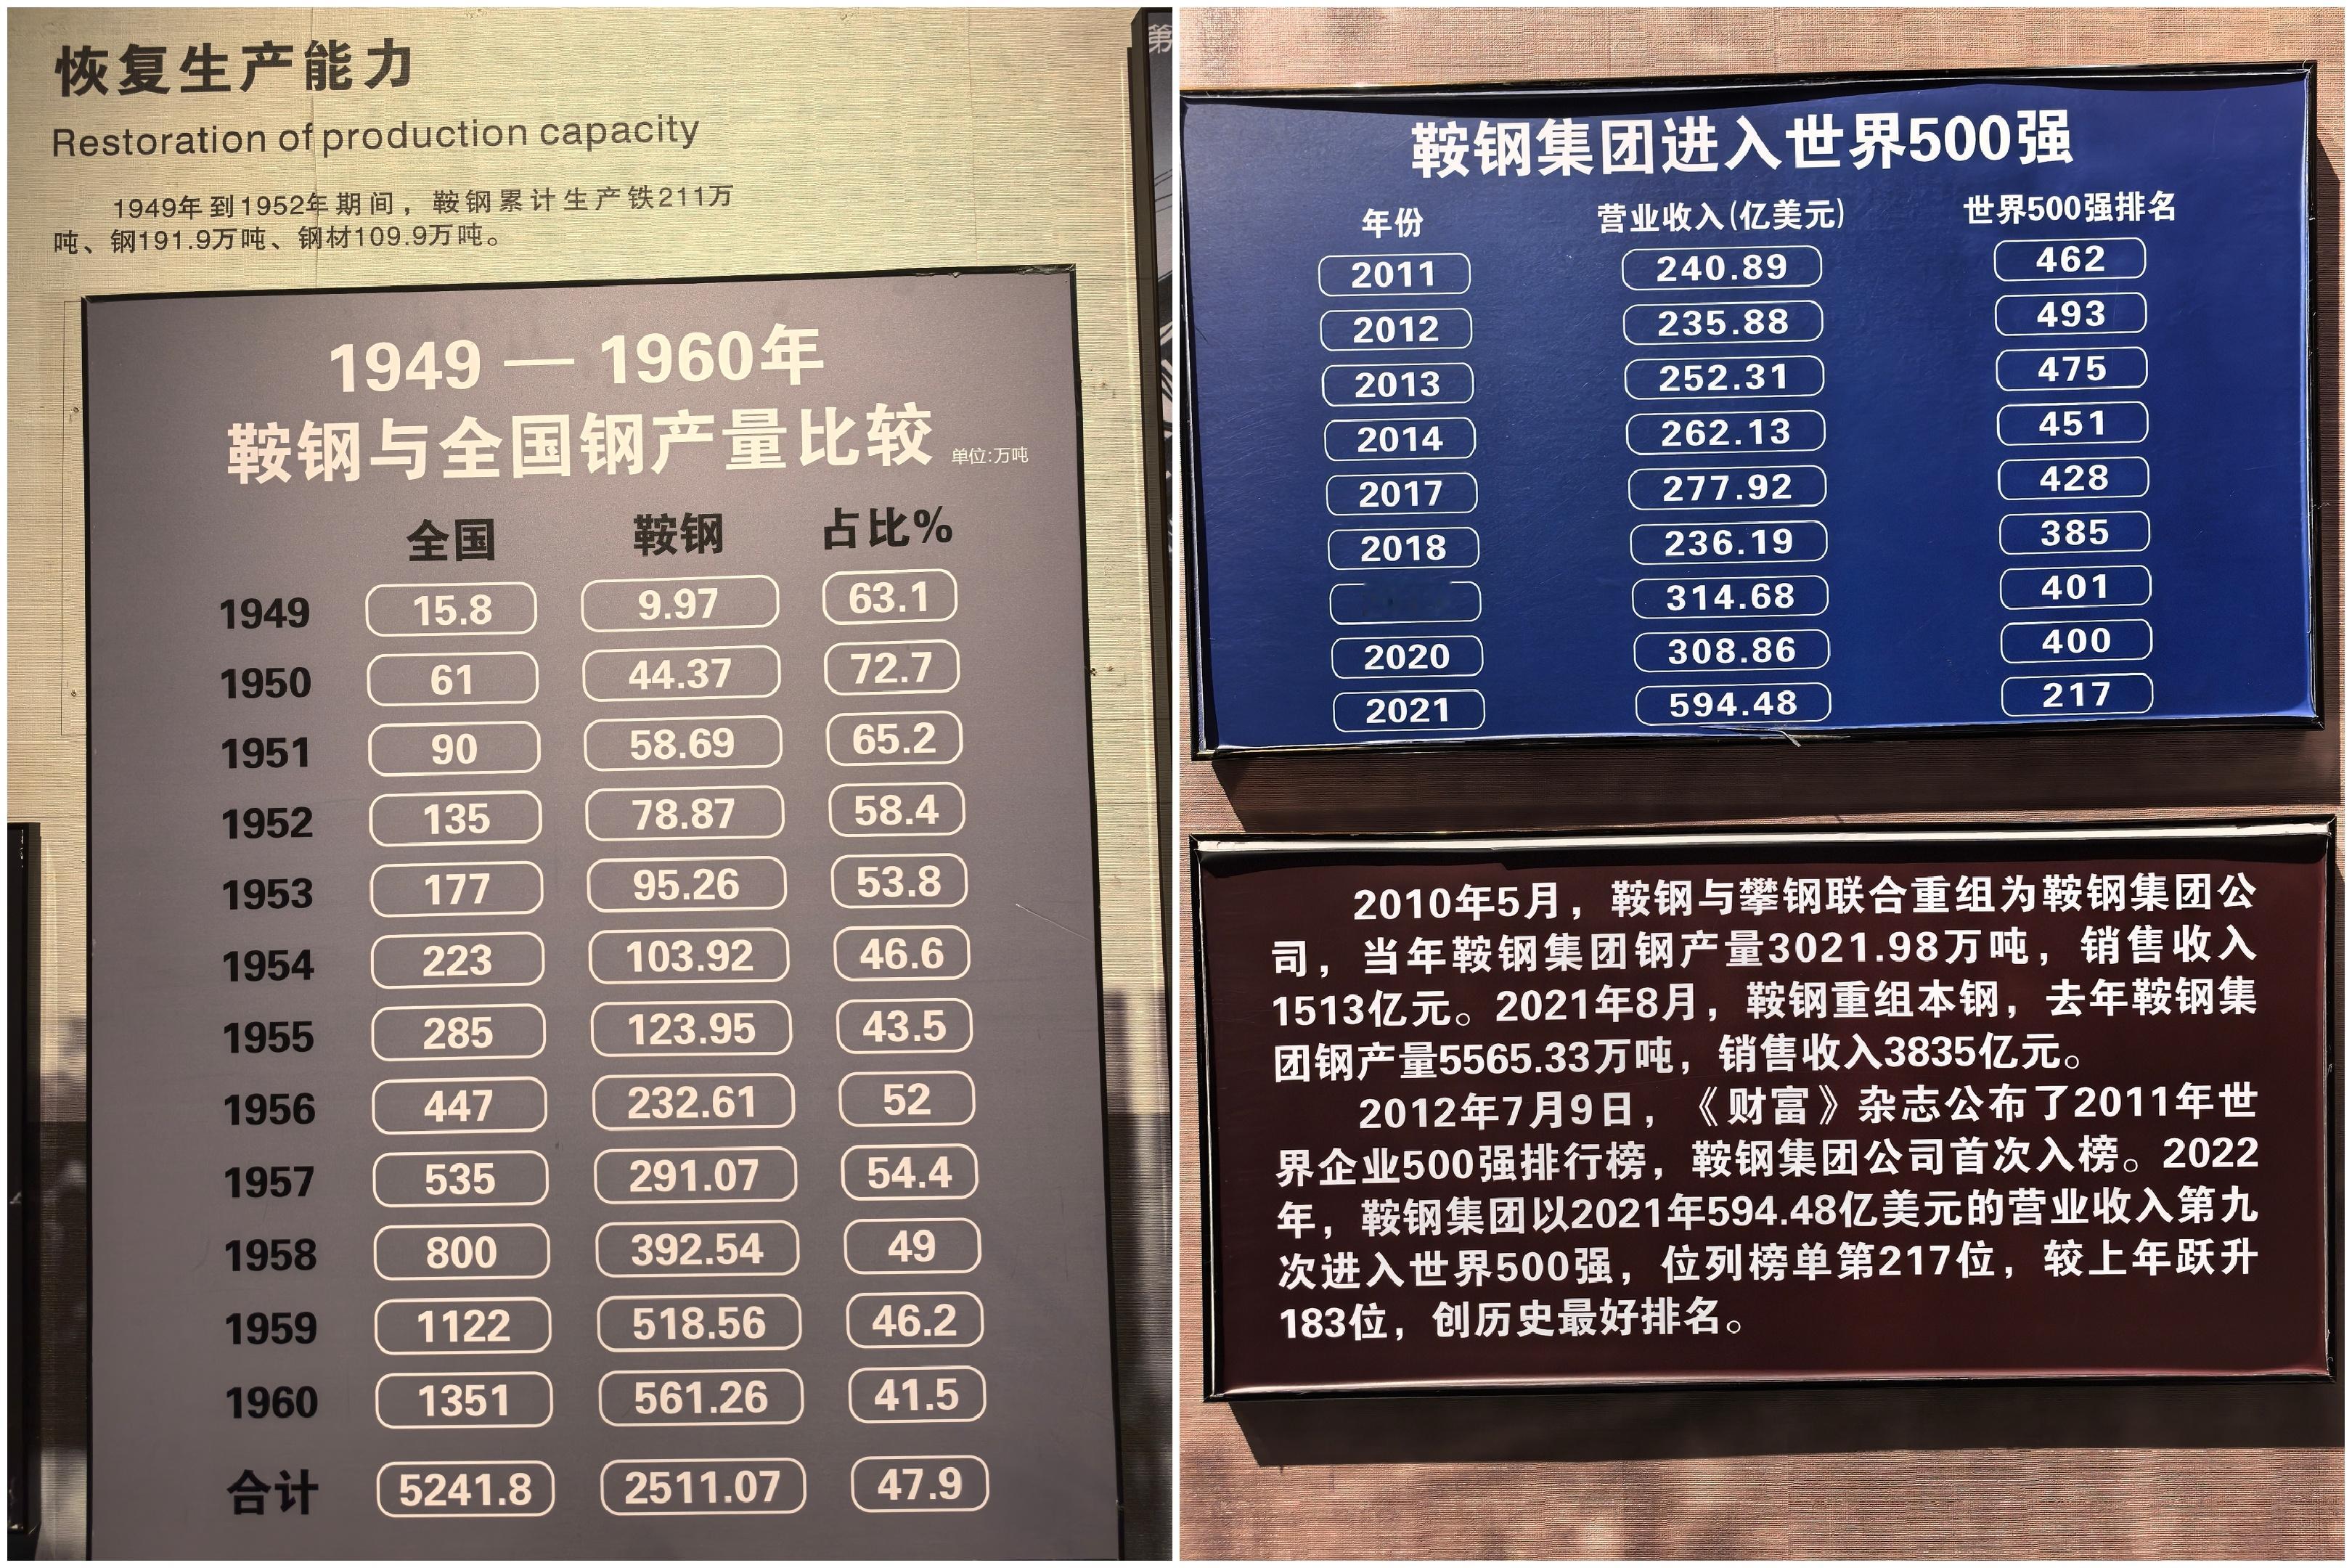 恢复生产能力
Restoration of production capacity
1949年到1952年期间，鞍钢累计生产铁211万
吨、钢191.9万吨、钢材109.9万吨。
1949 — 1960年
鞍钢与全国钢产量比较 单位:万吨
全国 鞍钢 占比%
1949 15.8 9.97 63.1
1950 61 44.37 72.7
1951 90 58.69 65.2
1952 135 78.87 58.4
1953 177 95.26 53.8
1954 223 103.92 46.6
1955 285 123.95 43.5
1956 447 232.61 52
1957 535 291.07 54.4
1958 800 392.54 49
1959 1122 518.56 46.2
1960 1351 561.26 41.5
合计 5241.8 2511.07 47.9
第
鞍钢集团进入世界500强
年份 营业收入(亿美元) 世界500强排名
2011 240.89 462
2012 235.88 493
2013 252.31 475
2014 262.13 451
2017 277.92 428
2018 236.19 385
314.68 401
2020 308.86 400
2021 594.48 217
2010年5月，鞍钢与攀钢联合重组为鞍钢集团公
司，当年鞍钢集团钢产量3021.98万吨，销售收入
1513亿元。2021年8月，鞍钢重组本钢，去年鞍钢集
团钢产量5565.33万吨，销售收入3835亿元。
2012年7月9日，《财富》杂志公布了2011年世
界企业500强排行榜，鞍钢集团公司首次入榜。2022
年，鞍钢集团以2021年594.48亿美元的营业收入第九
次进入世界500强，位列榜单第217位，较上年跃升
183位，创历史最好排名。